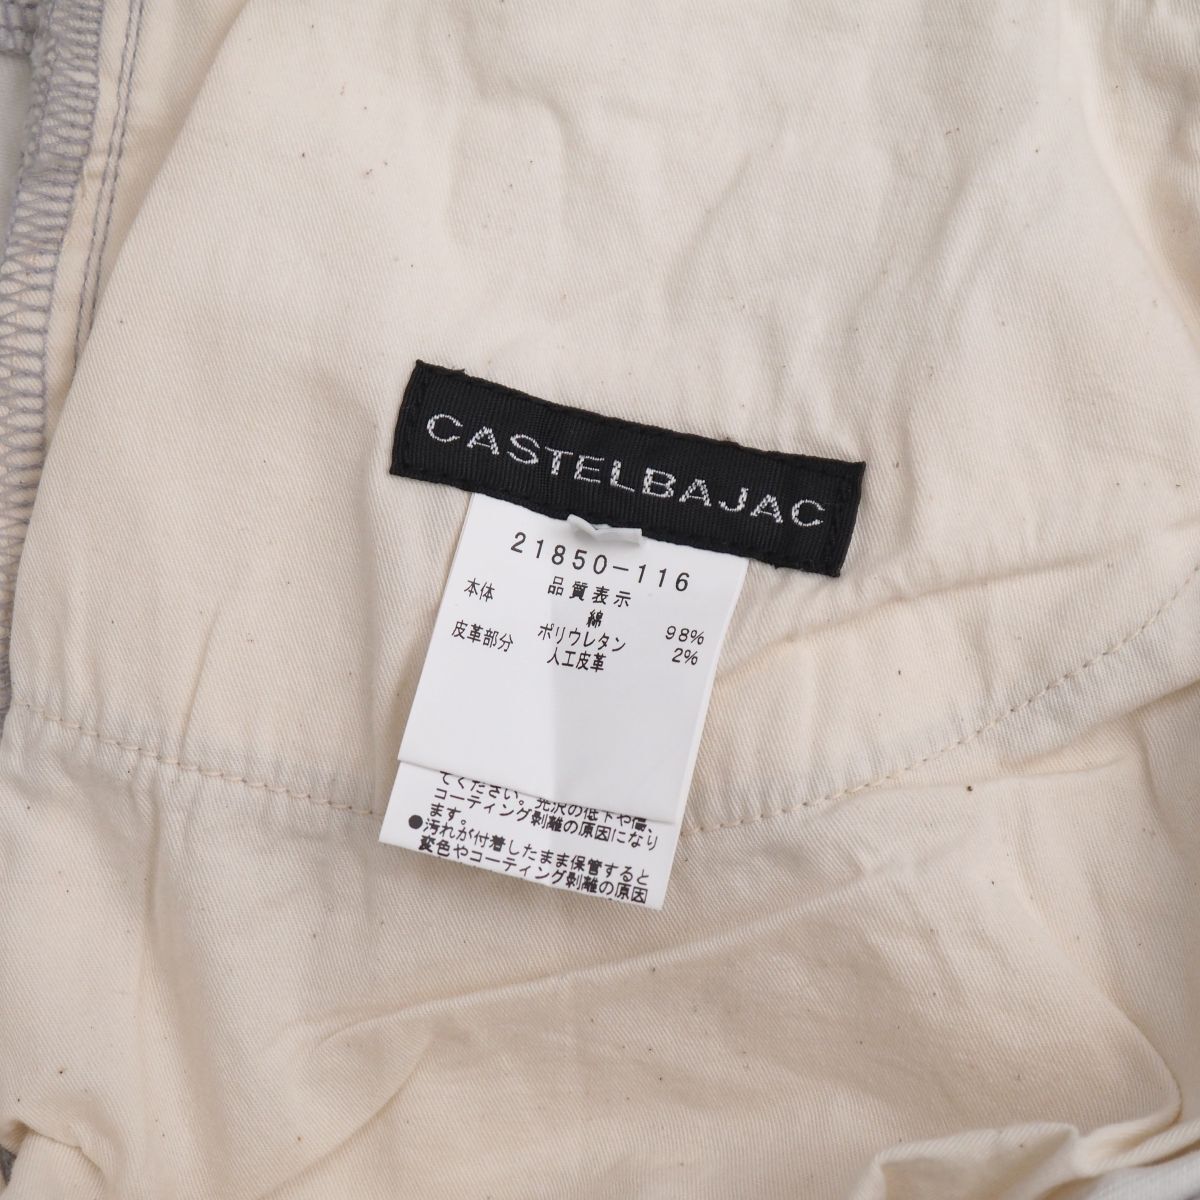 CASTELBAJAC
21850-116
品質表示
本体 綿 98%
ポリウレタン 2%
皮革部分 人工皮革
てください。光沢の低下や傷、
コーティング剥離の原因になり
ます。
●汚れが付着したまま保管すると
変色やコーティング剥離の原因